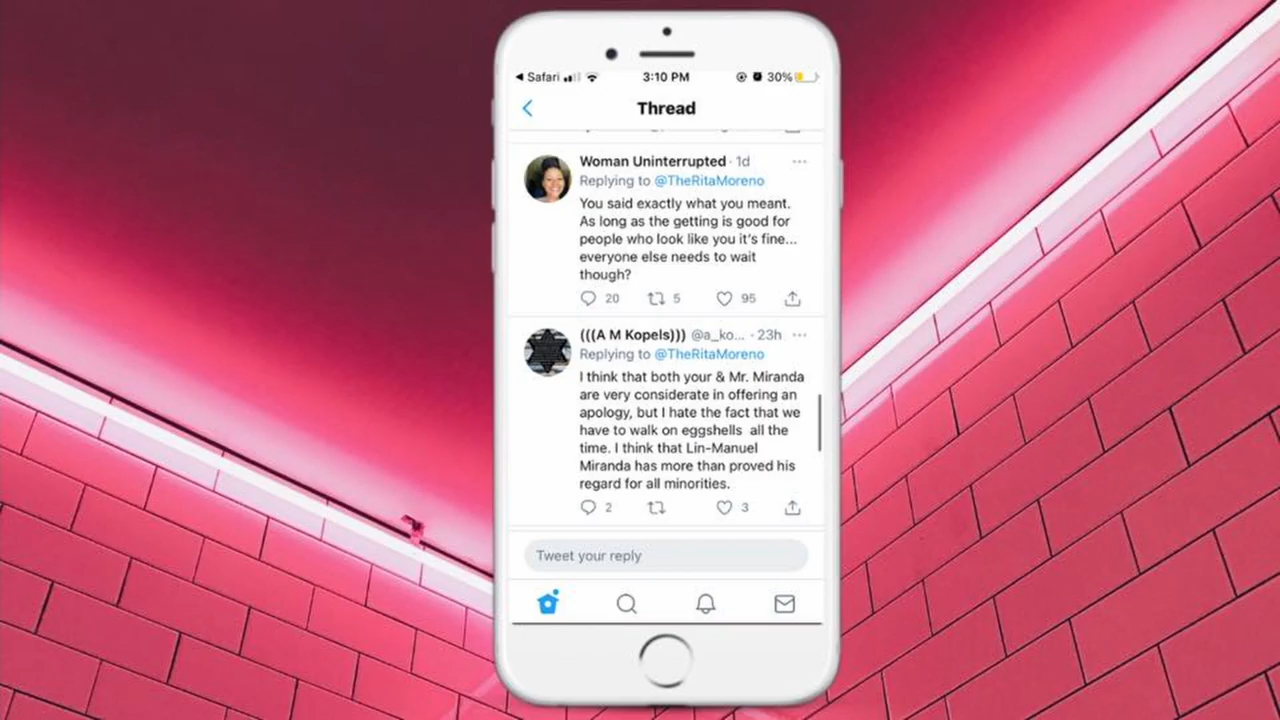 Safari 3:10 PM 30%
Thread
Woman Uninterrupted · 1d
Replying to @TheRitaMoreno
You said exactly what you meant.
As long as the getting is good for
people who look like you it's fine...
everyone else needs to wait
though?
20 5 95
(((A M Kopels))) @a_ko... · 23h
Replying to @TheRitaMoreno
I think that both your & Mr. Miranda
are very considerate in offering an
apology, but I hate the fact that we
have to walk on eggshells all the
time. I think that Lin-Manuel
Miranda has more than proved his
regard for all minorities.
2 3
Tweet your reply